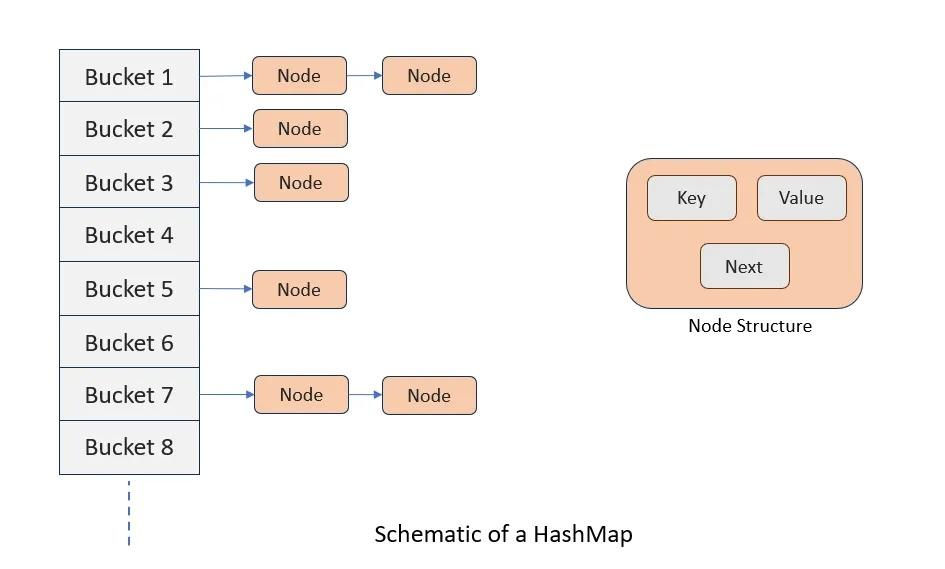 Bucket 1
Node
Node
Bucket 2
Node
Bucket 3
Node
Bucket 4
Bucket 5
Node
Bucket 6
Bucket 7
Node
Node
Bucket 8
Key
Value
Next
Node Structure
Schematic of a HashMap